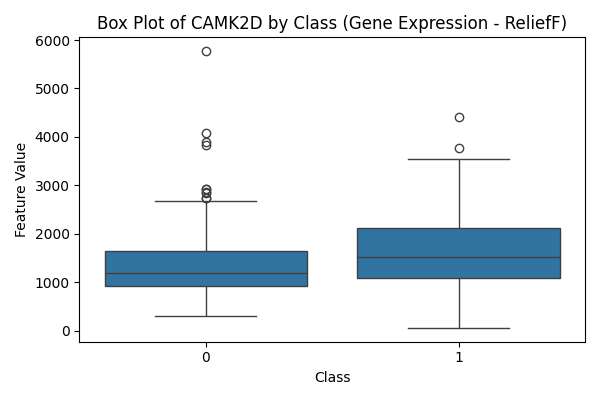 Box Plot of CAMK2D by Class (Gene Expression - ReliefF)
6000
5000
4000
3000
2000
1000
0
Feature Value
0 1
Class